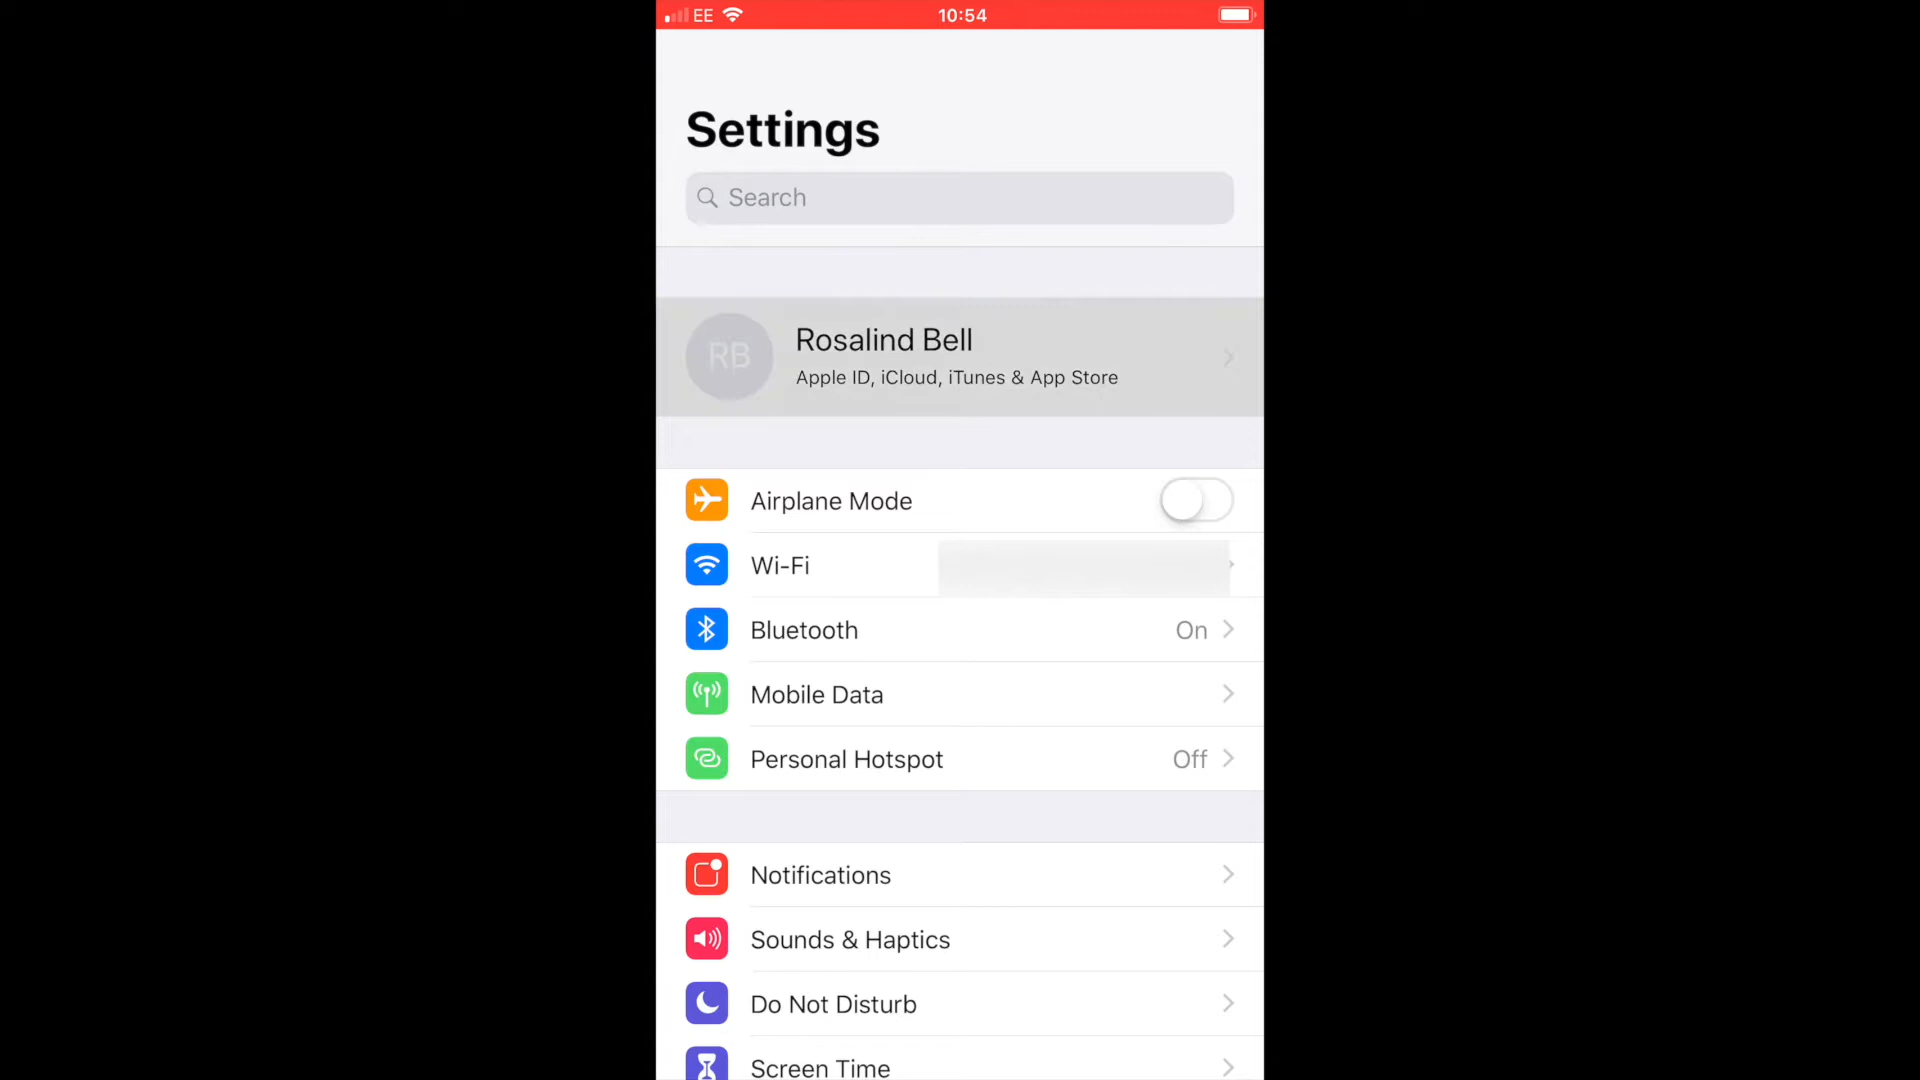 EE 10:54
Settings
Search
RB
Rosalind Bell
Apple ID, iCloud, iTunes & App Store
Airplane Mode
Wi-Fi
Bluetooth On
Mobile Data
Personal Hotspot Off
Notifications
Sounds & Haptics
Do Not Disturb
Screen Time